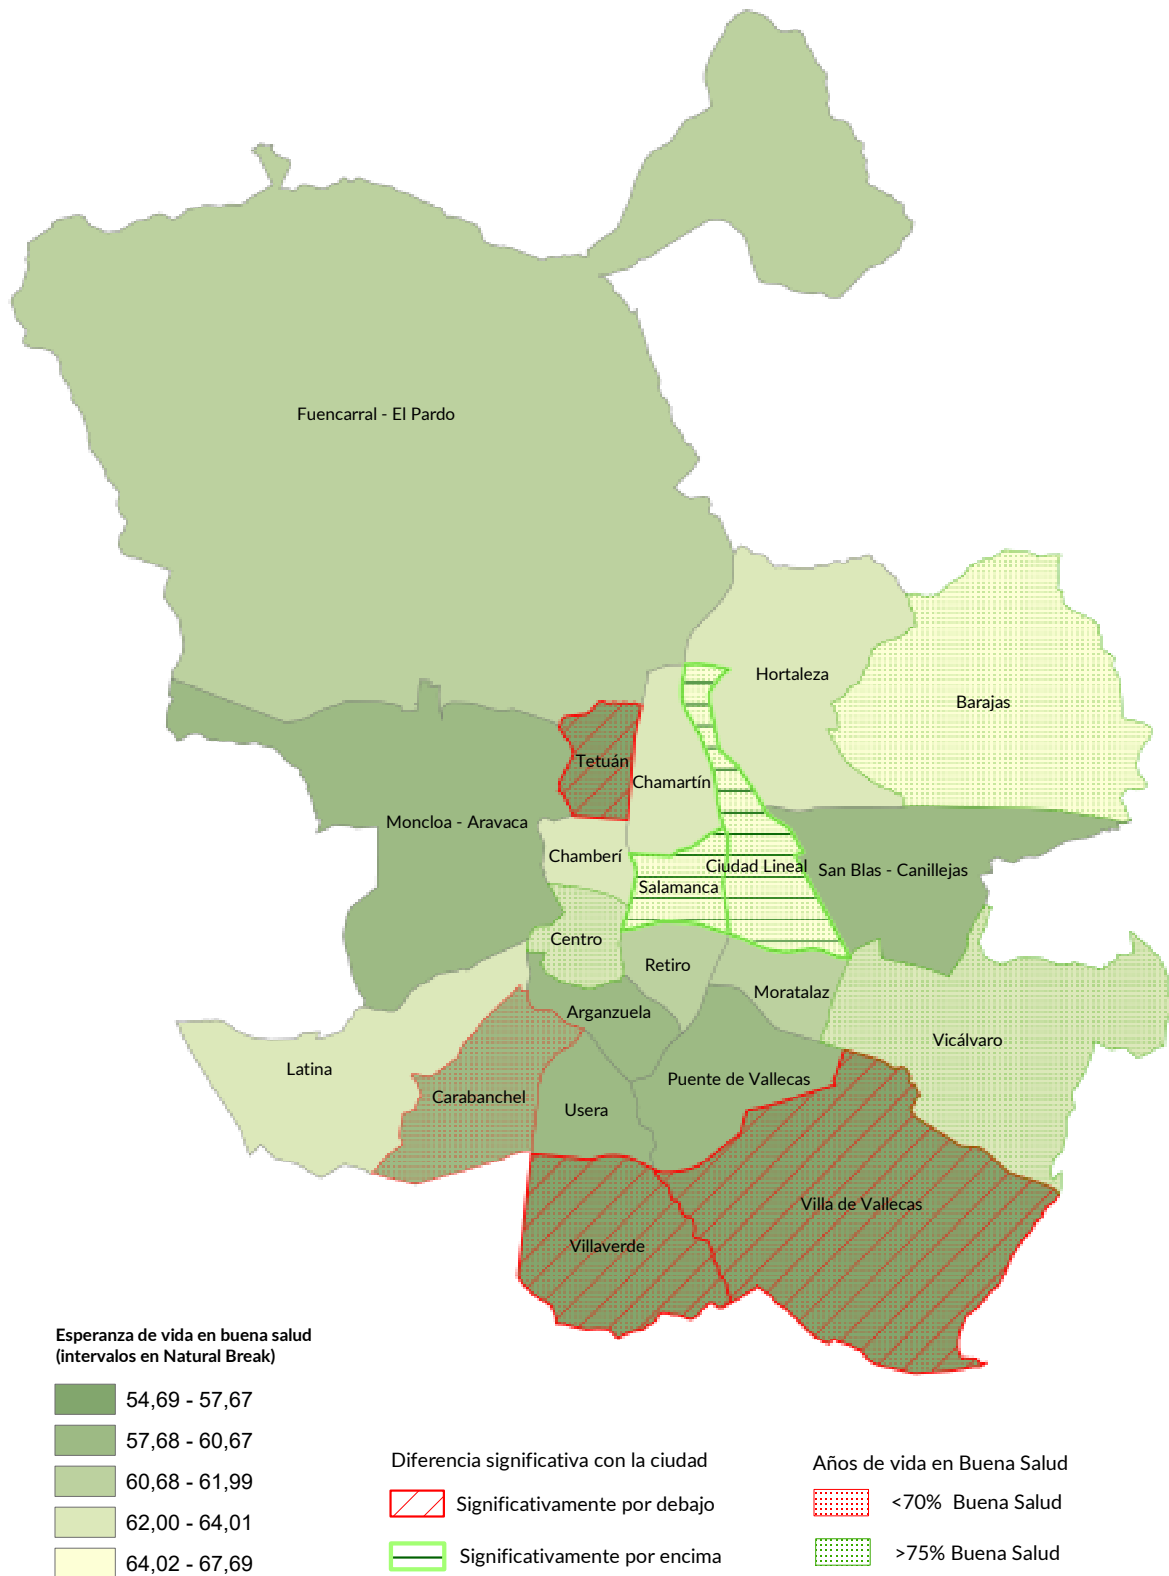 Fuencarral - El Pardo
Hortaleza
Barajas
Tetuán
Chamartín
Moncloa - Aravaca
Chamberí
Ciudad Lineal
San Blas - Canillejas
Salamanca
Centro
Retiro
Moratalaz
Arganzuela
Vicálvaro
Latina
Puente de Vallecas
Carabanchel
Usera
Villa de Vallecas
Villaverde
Esperanza de vida en buena salud
(intervalos en Natural Break)
54,69 - 57,67
57,68 - 60,67
60,68 - 61,99
62,00 - 64,01
64,02 - 67,69
Diferencia significativa con la ciudad
Significativamente por debajo
Significativamente por encima
Años de vida en Buena Salud
<70% Buena Salud
>75% Buena Salud